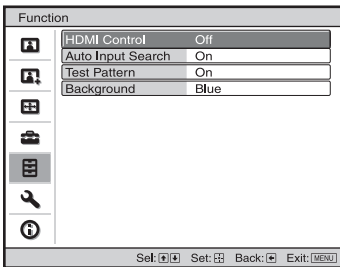 Function
HDMI Control Off
Auto Input Search On
Test Pattern On
Background Blue
Sel: Set: Back: Exit: MENU